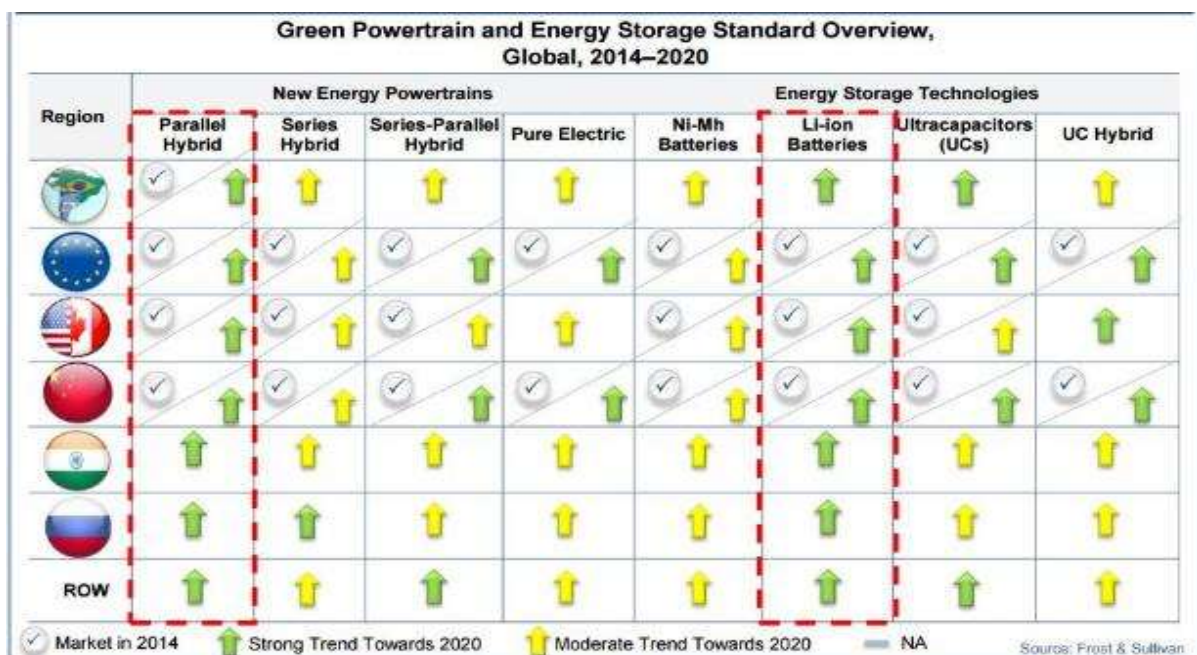 Green Powertrain and Energy Storage Standard Overview,
Global, 2014–2020
Region
New Energy Powertrains
Energy Storage Technologies
Parallel Hybrid
Series Hybrid
Series-Parallel Hybrid
Pure Electric
Ni-Mh Batteries
Li-ion Batteries
Ultracapacitors (UCs)
UC Hybrid
ROW
Market in 2014
Strong Trend Towards 2020
Moderate Trend Towards 2020
NA
Source: Frost & Sullivan